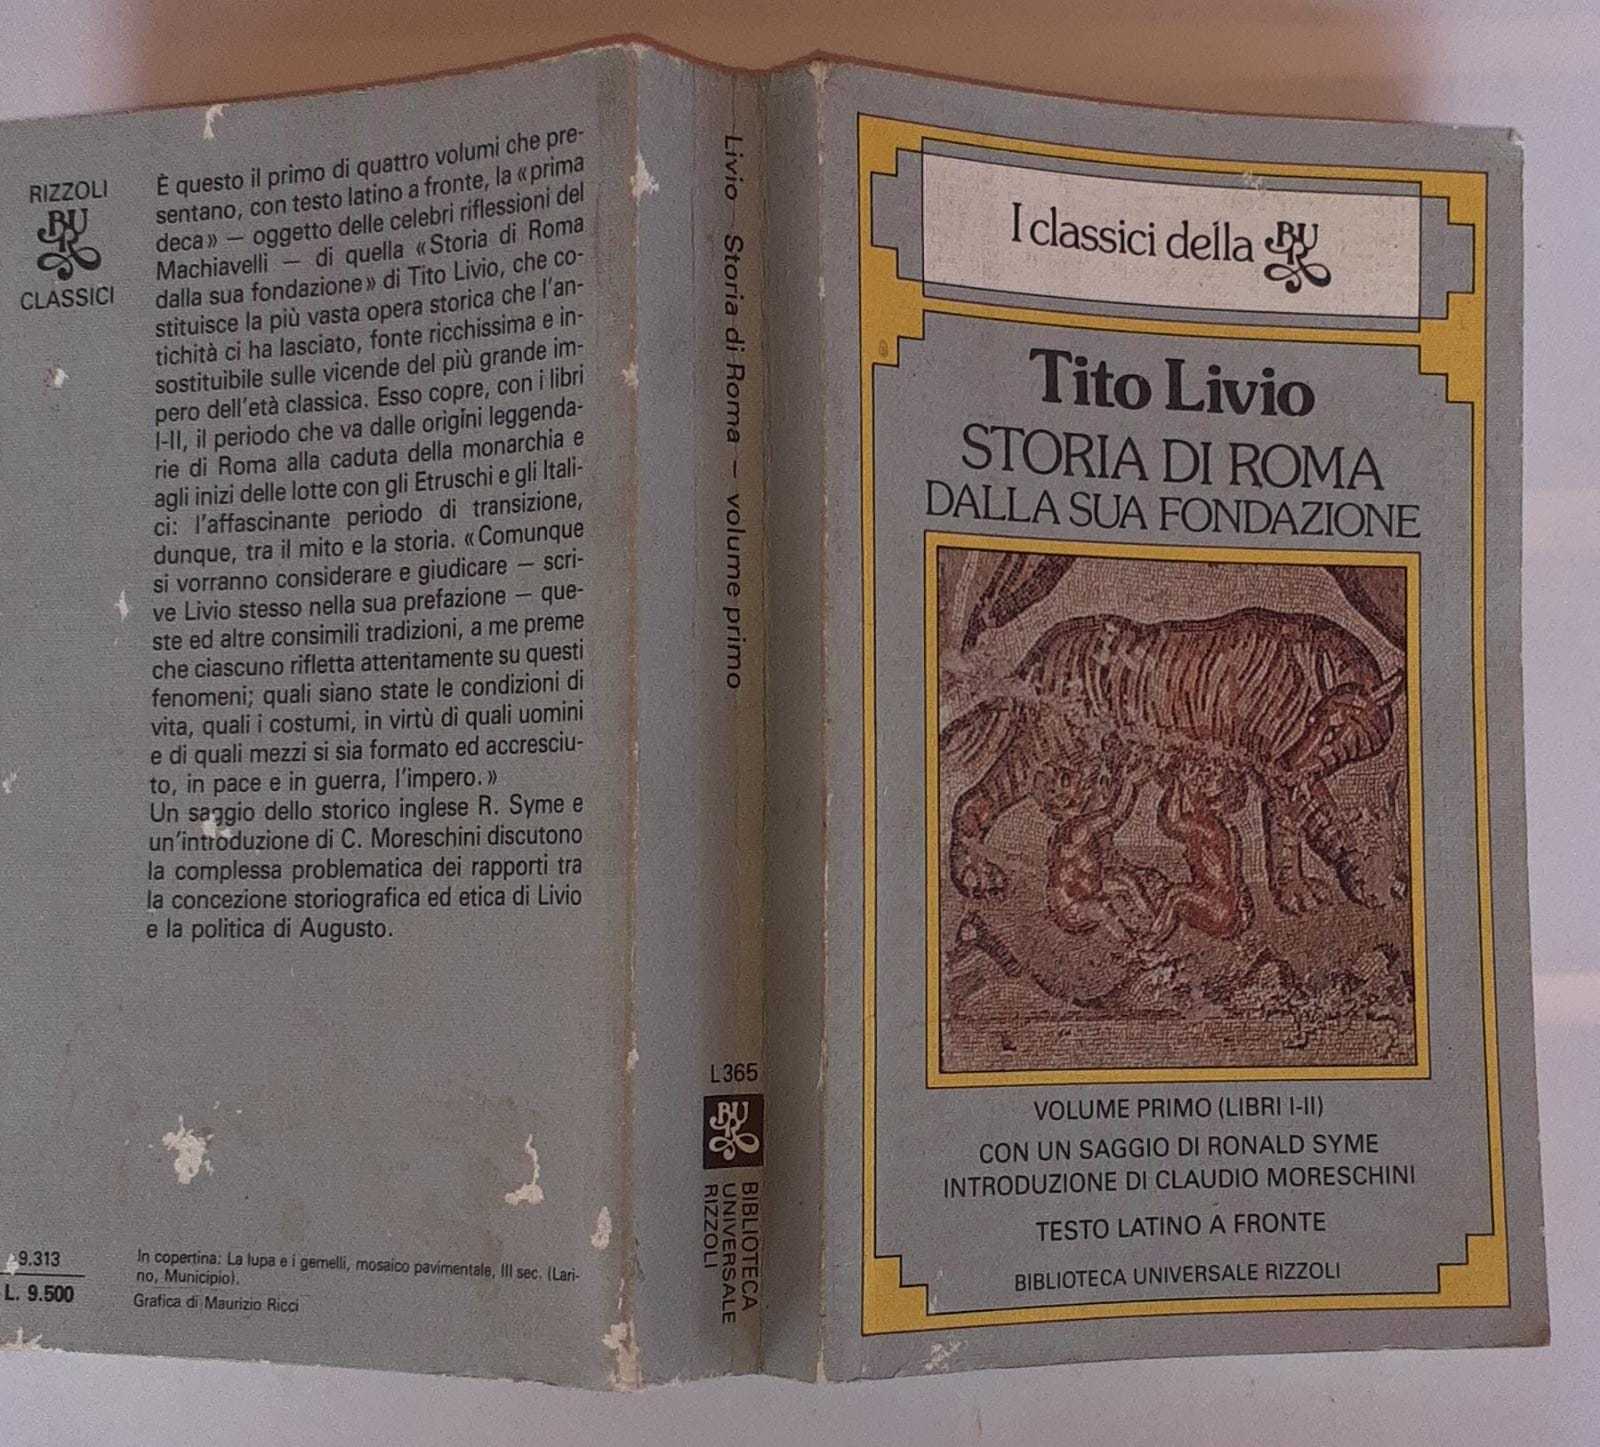 RIZZOLI
BUR
CLASSICI
È questo il primo di quattro volumi che pre-
sentano, con testo latino a fronte, la «prima
deca» — oggetto delle celebri riflessioni del
Machiavelli — di quella «Storia di Roma
dalla sua fondazione» di Tito Livio, che co-
stituisce la più vasta opera storica che l'an-
tichità ci ha lasciato, fonte ricchissima e in-
sostituibile sulle vicende del più grande im-
pero dell'età classica. Esso copre, con i libri
I-II, il periodo che va dalle origini leggenda-
rie di Roma alla caduta della monarchia e
agli inizi delle lotte con gli Etruschi e gli Itali-
ci: l'affascinante periodo di transizione,
dunque, tra il mito e la storia. «Comunque
si vorranno considerare e giudicare — scri-
ve Livio stesso nella sua prefazione — que-
ste ed altre consimili tradizioni, a me preme
che ciascuno rifletta attentamente su questi
fenomeni; quali siano state le condizioni di
vita, quali i costumi, in virtù di quali uomini
e di quali mezzi si sia formato ed accresciu-
to, in pace e in guerra, l'impero.»
Un saggio dello storico inglese R. Syme e
un'introduzione di C. Moreschini discutono
la complessa problematica dei rapporti tra
la concezione storiografica ed etica di Livio
e la politica di Augusto.
9.313
L. 9.500
In copertina: La lupa e i gemelli, mosaico pavimentale, III sec. (Lari-
no, Municipio).
Grafica di Maurizio Ricci
Livio Storia di Roma — volume primo
L365
BUR
BIBLIOTECA
UNIVERSALE
RIZZOLI
I classici della BUR
Tito Livio
STORIA DI ROMA
DALLA SUA FONDAZIONE
VOLUME PRIMO (LIBRI I-II)
CON UN SAGGIO DI RONALD SYME
INTRODUZIONE DI CLAUDIO MORESCHINI
TESTO LATINO A FRONTE
BIBLIOTECA UNIVERSALE RIZZOLI